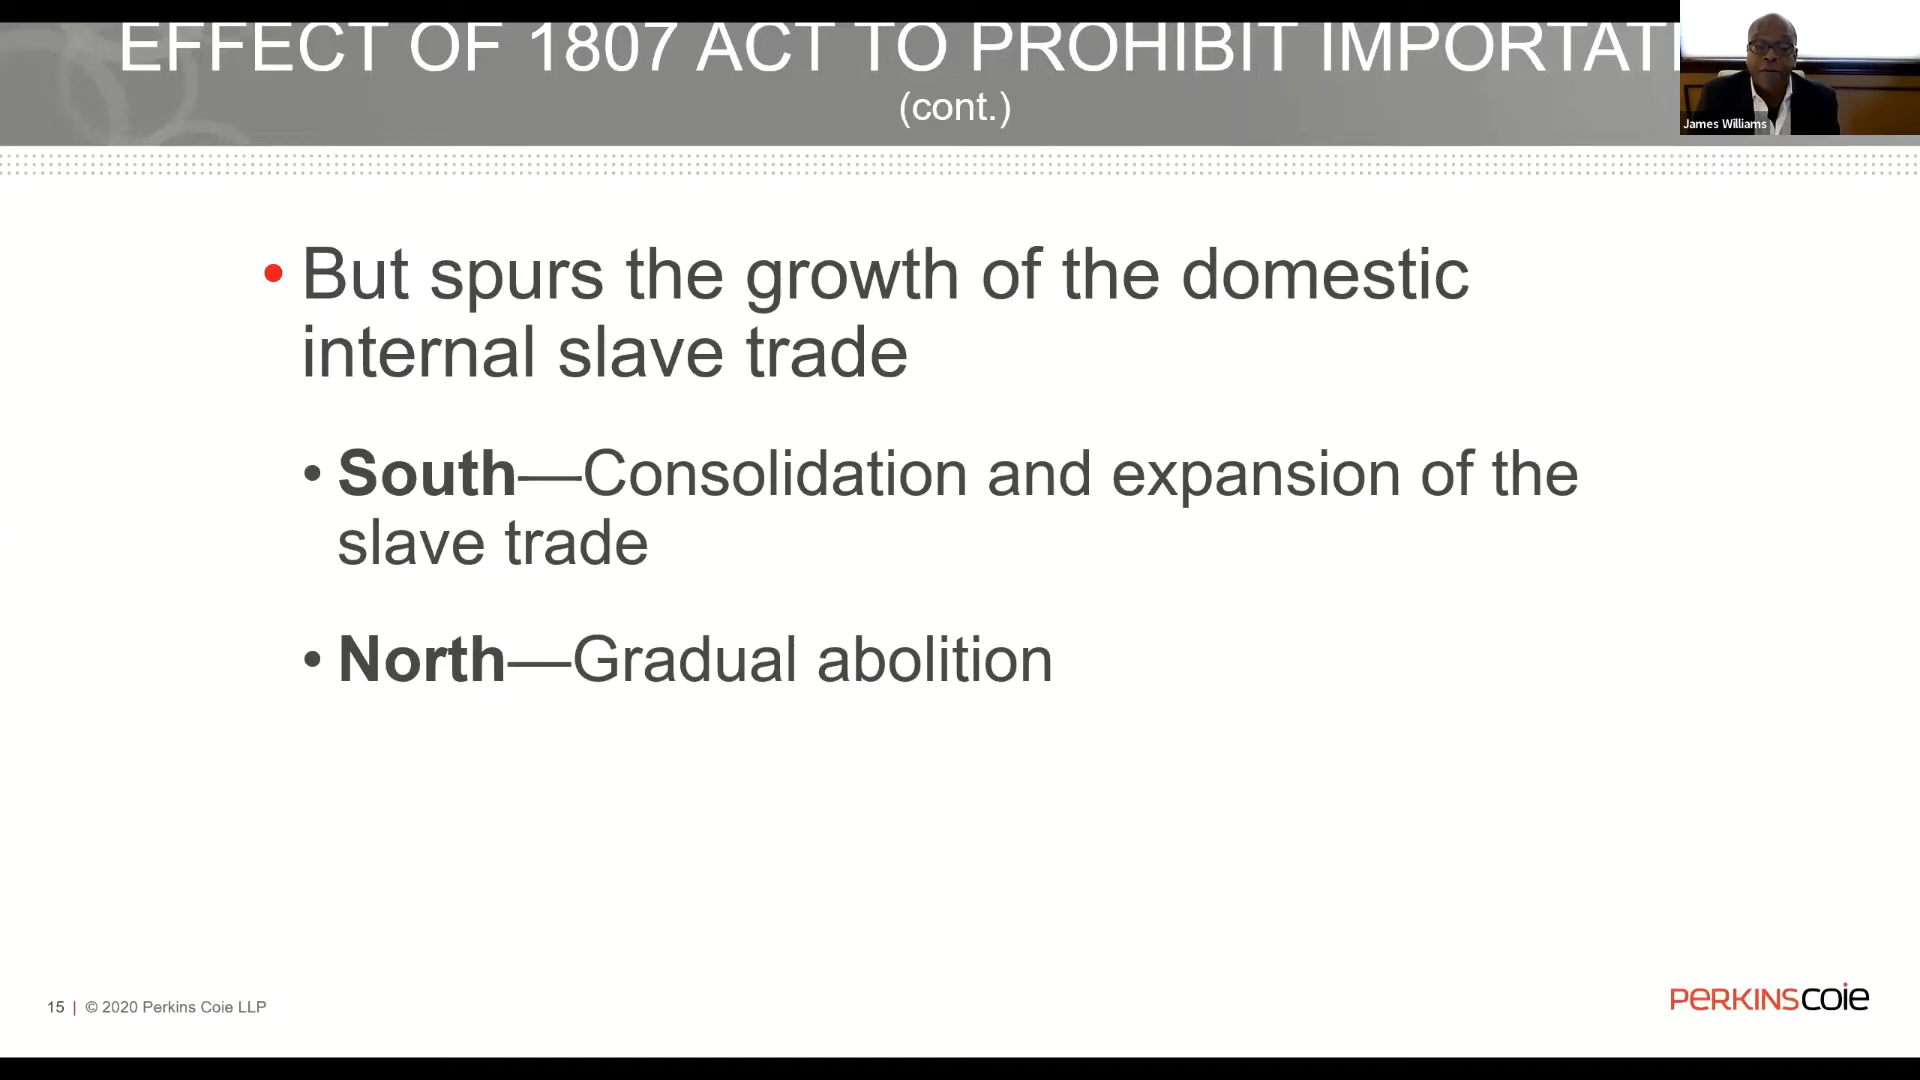 EFFECT OF 1807 ACT TO PROHIBIT IMPORTAT
(cont.)
James Williams
• But spurs the growth of the domestic
internal slave trade
• South—Consolidation and expansion of the
slave trade
• North—Gradual abolition
15 | © 2020 Perkins Coie LLP
PERKINSCOIE